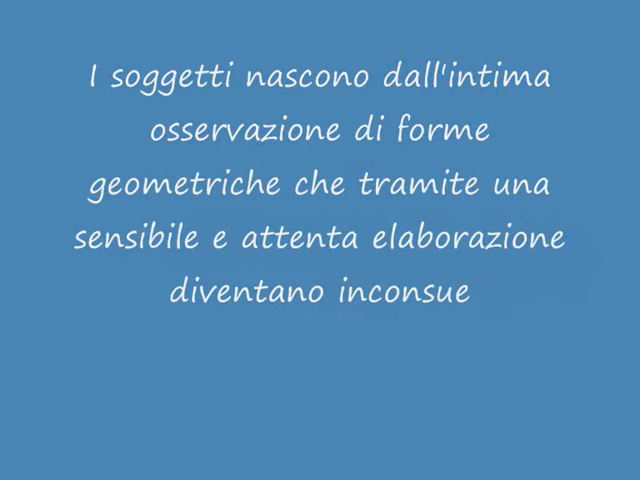 I soggetti nascono dall'intima
osservazione di forme
geometriche che tramite una
sensibile e attenta elaborazione
diventano inconsue